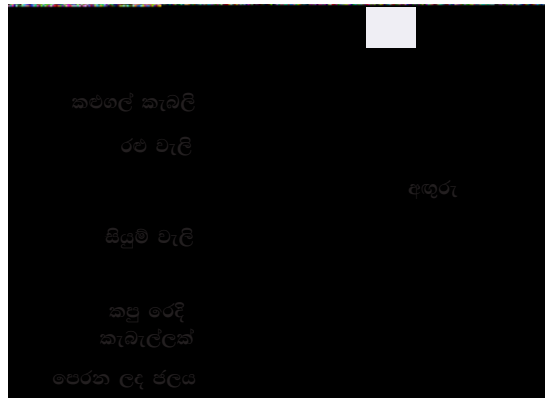 කළුගල් කැබලි
රළු වැලි
අඟුරු
සියුම් වැලි
කපු රෙදි
කැබැල්ලක්
පෙරන ලද ජලය